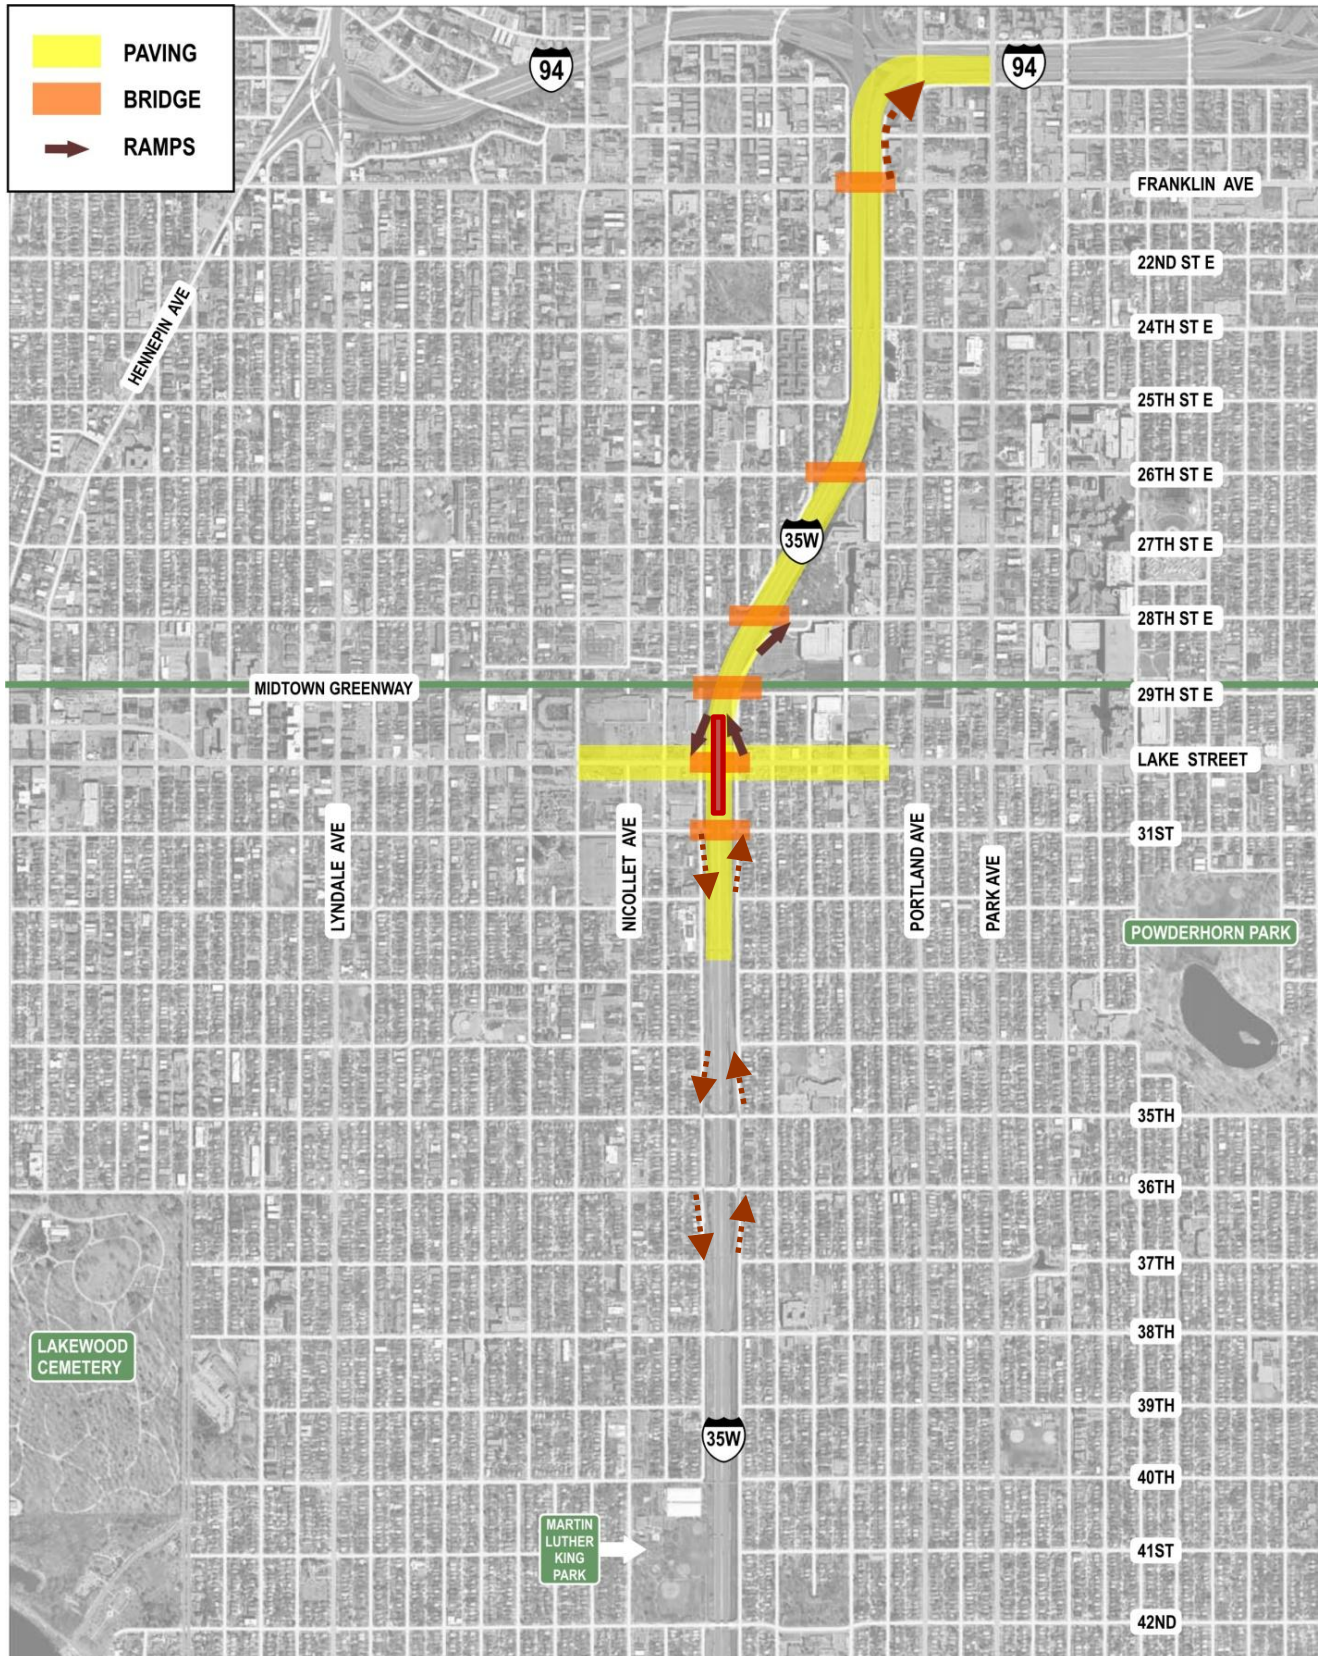 PAVING
BRIDGE
RAMPS
94
94
FRANKLIN AVE
22ND ST E
HENNEPIN AVE
24TH ST E
25TH ST E
26TH ST E
35W
27TH ST E
28TH ST E
MIDTOWN GREENWAY
29TH ST E
LAKE STREET
LYNDALE AVE
NICOLLET AVE
PORTLAND AVE
PARK AVE
31ST
POWDERHORN PARK
35TH
36TH
37TH
38TH
LAKEWOOD
CEMETERY
39TH
35W
40TH
MARTIN
LUTHER
KING
PARK
41ST
42ND